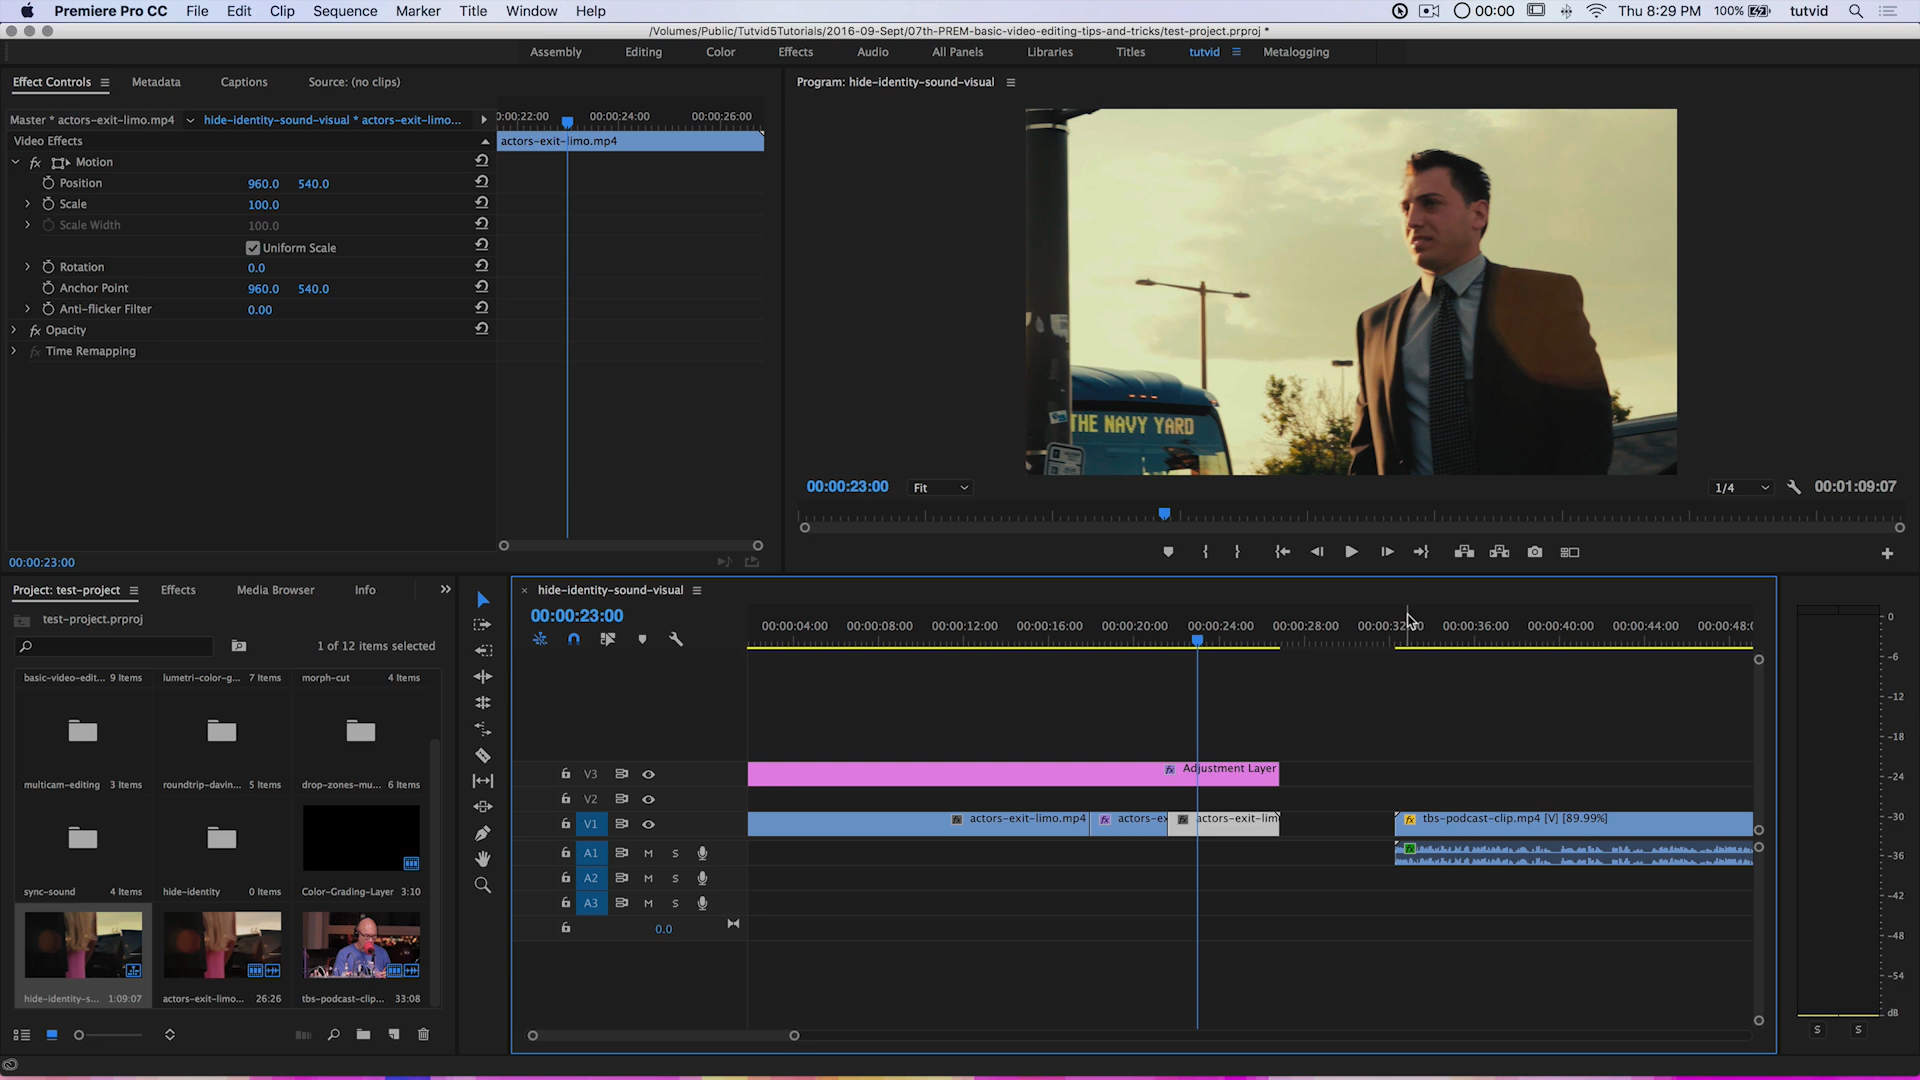 Premiere Pro CC File Edit Clip Sequence Marker Title Window Help 00:00 Thu 8:29 PM 100% tutvid
/Volumes/Public/Tutvid5Tutorials/2016-09-Sept/07th-PREM-basic-video-editing-tips-and-tricks/test-project.prproj *
Assembly Editing Color Effects Audio All Panels Libraries Titles tutvid Metalogging
Effect Controls Metadata Captions Source: (no clips)
Master * actors-exit-limo.mp4 hide-identity-sound-visual * actors-exit-limo...
0:00:22:00 00:00:24:00 00:00:26:00
Video Effects
actors-exit-limo.mp4
fx Motion
Position 960.0 540.0
Scale 100.0
Scale Width 100.0
Uniform Scale
Rotation 0.0
Anchor Point 960.0 540.0
Anti-flicker Filter 0.00
fx Opacity
fx Time Remapping
00:00:23:00
Program: hide-identity-sound-visual
THE NAVY YARD
00:00:23:00 Fit 1/4 00:01:09:07
Project: test-project Effects Media Browser Info
test-project.prproj
1 of 12 items selected
basic-video-edit... 9 Items lumetri-color-g... 7 Items morph-cut 4 Items
multicam-editing 3 Items roundtrip-davin... 5 Items drop-zones-mu... 6 Items
sync-sound 4 Items hide-identity 0 Items Color-Grading-Layer 3:10
hide-identity-s... 1:09:07 actors-exit-limo... 26:26 tbs-podcast-clip... 33:08
hide-identity-sound-visual
00:00:23:00
00:00:04:00 00:00:08:00 00:00:12:00 00:00:16:00 00:00:20:00 00:00:24:00 00:00:28:00 00:00:32:00 00:00:36:00 00:00:40:00 00:00:44:00 00:00:48:0
V3 fx Adjustment Layer
V2
V1 fx actors-exit-limo.mp4 fx actors-ex fx actors-exit-lim fx tbs-podcast-clip.mp4 [V] [89.99%]
A1 M S fx
A2 M S
A3 M S
0.0
0
-6
-12
-18
-24
-30
-36
-42
-48
-54
dB
S S